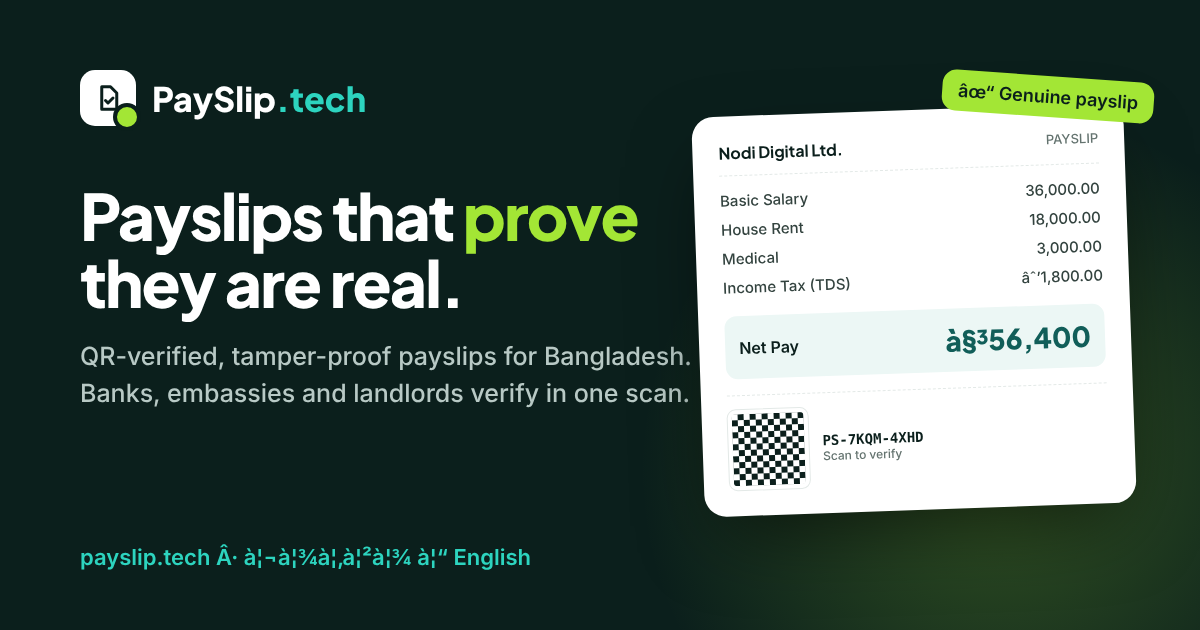 PaySlip.tech
Payslips that prove
they are real.
QR-verified, tamper-proof payslips for Bangladesh.
Banks, embassies and landlords verify in one scan.
payslip.tech Â· à¦¬à¦¾à¦‚à¦²à¦¾ à¦“ English
âœ“ Genuine payslip
Nodi Digital Ltd. PAYSLIP
Basic Salary 36,000.00
House Rent 18,000.00
Medical 3,000.00
Income Tax (TDS) âˆ’1,800.00
Net Pay à§³56,400
PS-7KQM-4XHD
Scan to verify